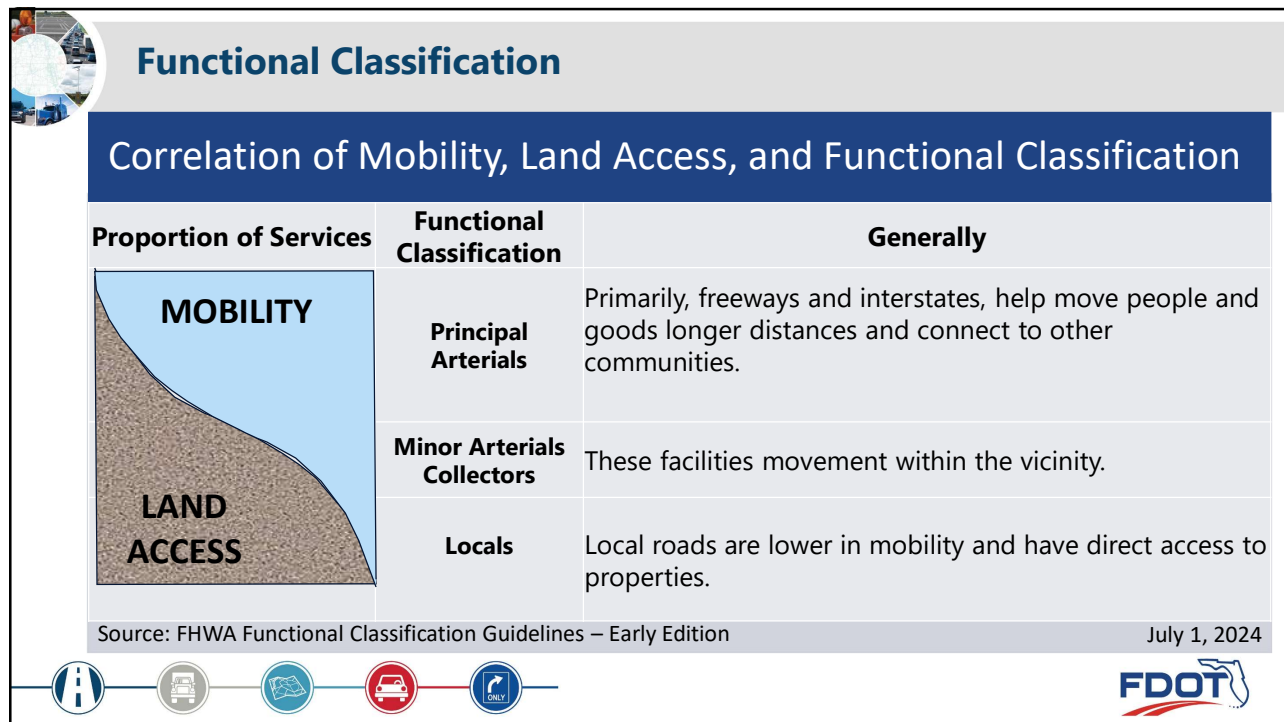 Functional Classification
Correlation of Mobility, Land Access, and Functional Classification
Proportion of Services
Functional
Classification
Generally
MOBILITY
LAND
ACCESS
Principal
Arterials
Primarily, freeways and interstates, help move people and
goods longer distances and connect to other
communities.
Minor Arterials
Collectors
These facilities movement within the vicinity.
Locals
Local roads are lower in mobility and have direct access to
properties.
Source: FHWA Functional Classification Guidelines – Early Edition
July 1, 2024
ONLY
FDOT